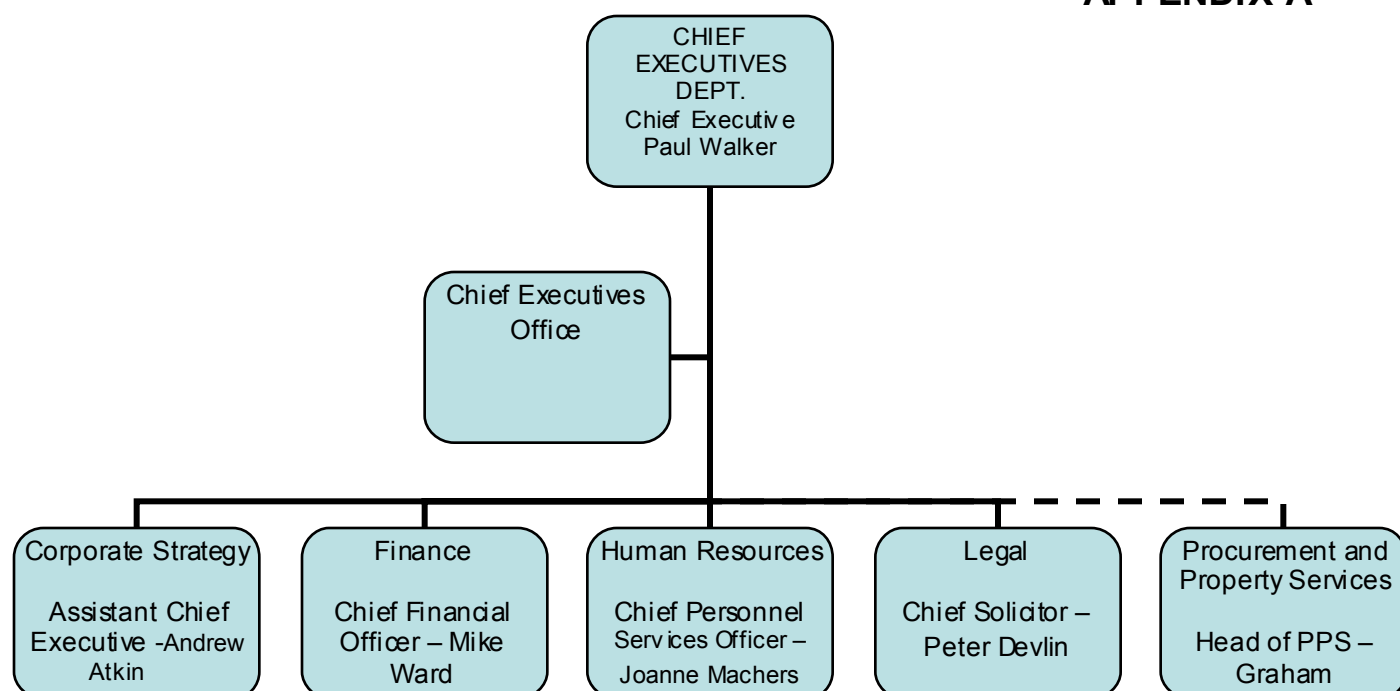 APPENDIX A
CHIEF
EXECUTIVES
DEPT.
Chief Executive
Paul Walker
Chief Executives
Office
Corporate Strategy
Assistant Chief
Executive -Andrew
Atkin
Finance
Chief Financial
Officer – Mike
Ward
Human Resources
Chief Personnel
Services Officer –
Joanne Machers
Legal
Chief Solicitor –
Peter Devlin
Procurement and
Property Services
Head of PPS –
Graham